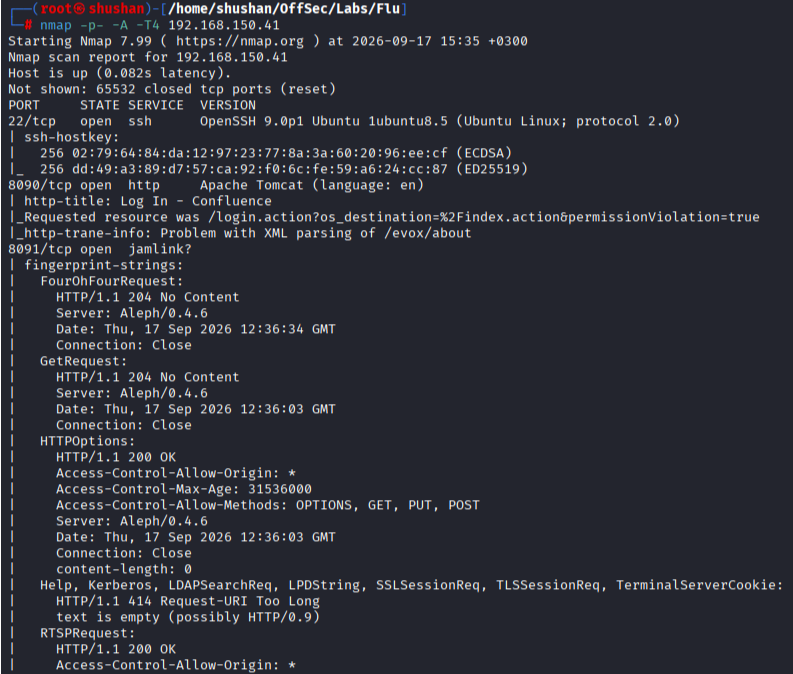 ┌──(root㉿shushan)-[/home/shushan/OffSec/Labs/Flu]
└─# nmap -p- -A -T4 192.168.150.41
Starting Nmap 7.99 ( https://nmap.org ) at 2026-09-17 15:35 +0300
Nmap scan report for 192.168.150.41
Host is up (0.082s latency).
Not shown: 65532 closed tcp ports (reset)
PORT     STATE SERVICE  VERSION
22/tcp   open  ssh      OpenSSH 9.0p1 Ubuntu 1ubuntu8.5 (Ubuntu Linux; protocol 2.0)
| ssh-hostkey:
|   256 02:79:64:84:da:12:97:23:77:8a:3a:60:20:96:ee:cf (ECDSA)
|_  256 dd:49:a3:89:d7:57:ca:92:f0:6c:fe:59:a6:24:cc:87 (ED25519)
8090/tcp open  http     Apache Tomcat (language: en)
| http-title: Log In - Confluence
|_Requested resource was /login.action?os_destination=%2Findex.action&permissionViolation=true
|_http-trane-info: Problem with XML parsing of /evox/about
8091/tcp open  jamlink?
| fingerprint-strings:
|   FourOhFourRequest:
|     HTTP/1.1 204 No Content
|     Server: Aleph/0.4.6
|     Date: Thu, 17 Sep 2026 12:36:34 GMT
|     Connection: Close
|   GetRequest:
|     HTTP/1.1 204 No Content
|     Server: Aleph/0.4.6
|     Date: Thu, 17 Sep 2026 12:36:03 GMT
|     Connection: Close
|   HTTPOptions:
|     HTTP/1.1 200 OK
|     Access-Control-Allow-Origin: *
|     Access-Control-Max-Age: 31536000
|     Access-Control-Allow-Methods: OPTIONS, GET, PUT, POST
|     Server: Aleph/0.4.6
|     Date: Thu, 17 Sep 2026 12:36:03 GMT
|     Connection: Close
|     content-length: 0
|   Help, Kerberos, LDAPSearchReq, LPDString, SSLSessionReq, TLSSessionReq, TerminalServerCookie:
|     HTTP/1.1 414 Request-URI Too Long
|     text is empty (possibly HTTP/0.9)
|   RTSPRequest:
|     HTTP/1.1 200 OK
|     Access-Control-Allow-Origin: *